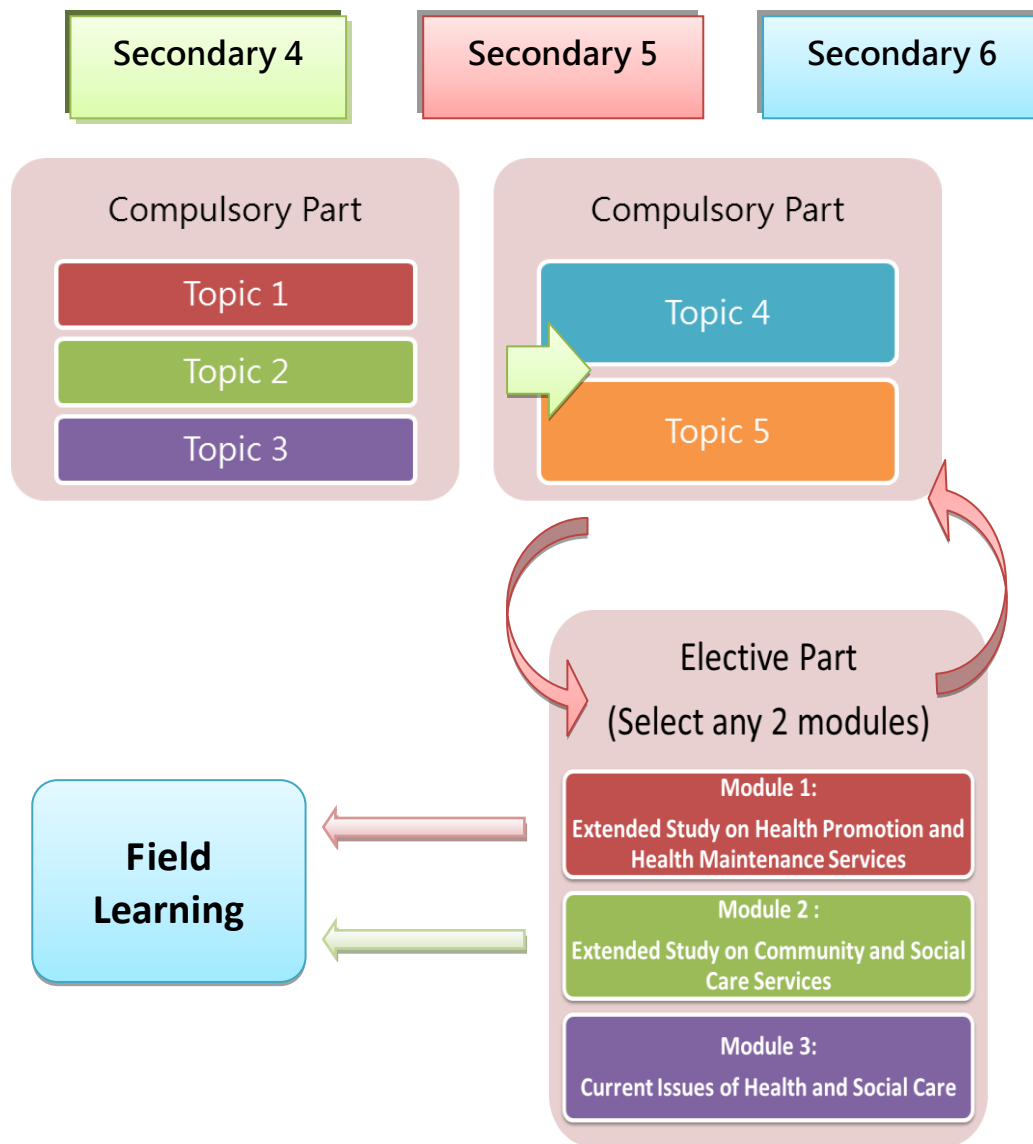 Secondary 4
Secondary 5
Secondary 6
Compulsory Part
Topic 1
Topic 2
Topic 3
Compulsory Part
Topic 4
Topic 5
Elective Part
(Select any 2 modules)
Module 1:
Extended Study on Health Promotion and
Health Maintenance Services
Module 2 :
Extended Study on Community and Social
Care Services
Module 3:
Current Issues of Health and Social Care
Field
Learning